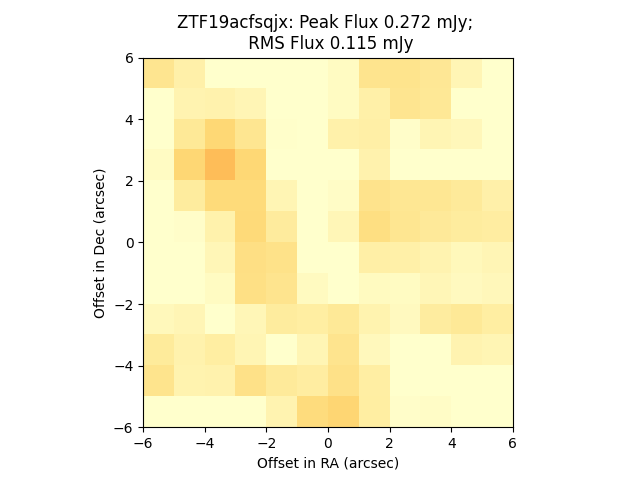 ZTF19acfsqjx: Peak Flux 0.272 mJy;
RMS Flux 0.115 mJy
6
4
2
0
−2
−4
−6
Offset in Dec (arcsec)
−6 −4 −2 0 2 4 6
Offset in RA (arcsec)